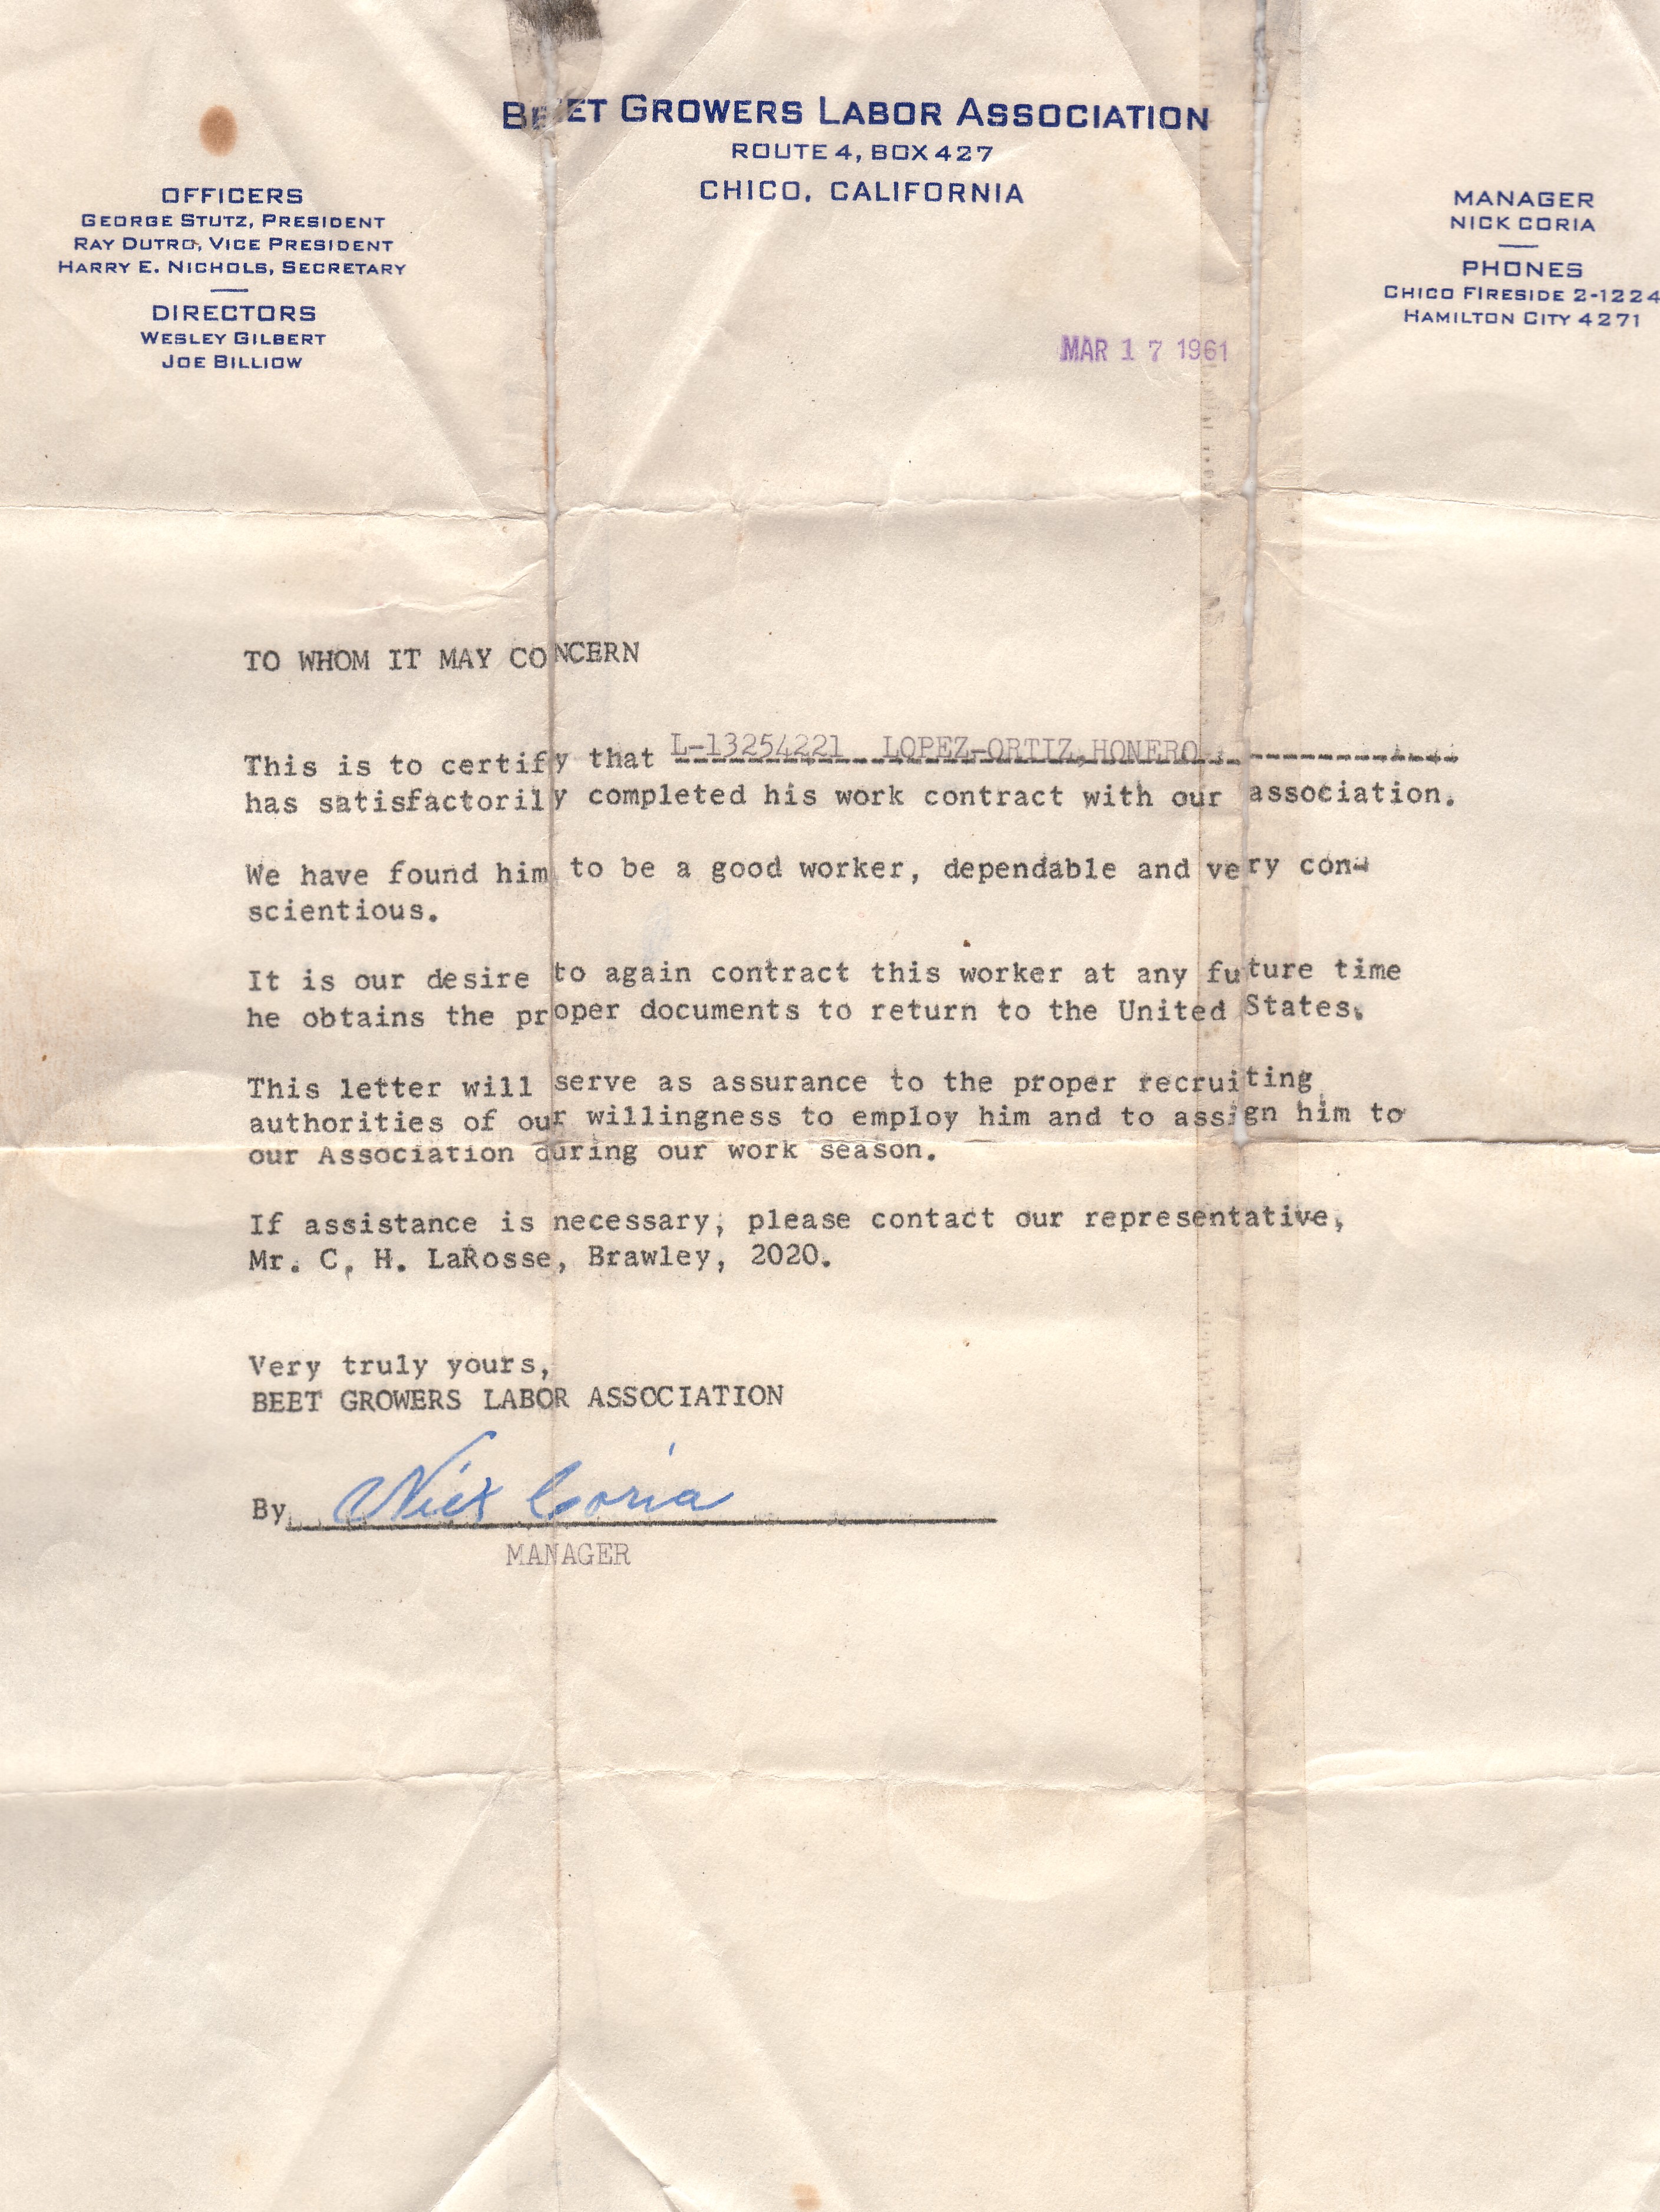 BEET GROWERS LABOR ASSOCIATION
ROUTE 4, BOX 427
CHICO, CALIFORNIA
OFFICERS
GEORGE STUTZ, PRESIDENT
RAY DUTRO, VICE PRESIDENT
HARRY E. NICHOLS, SECRETARY
DIRECTORS
WESLEY GILBERT
JOE BILLIOW
MANAGER
NICK CORIA
PHONES
CHICO FIRESIDE 2-1224
HAMILTON CITY 4271
MAR 17 1961
TO WHOM IT MAY CONCERN
This is to certify that L-13254221 LOPEZ-ORTIZ, HONERO
has satisfactorily completed his work contract with our association.
We have found him to be a good worker, dependable and very con-
scientious.
It is our desire to again contract this worker at any future time
he obtains the proper documents to return to the United States.
This letter will serve as assurance to the proper recruiting
authorities of our willingness to employ him and to assign him to
our Association during our work season.
If assistance is necessary, please contact our representative,
Mr. C. H. LaRosse, Brawley, 2020.
Very truly yours,
BEET GROWERS LABOR ASSOCIATION
By Nick Coria
MANAGER